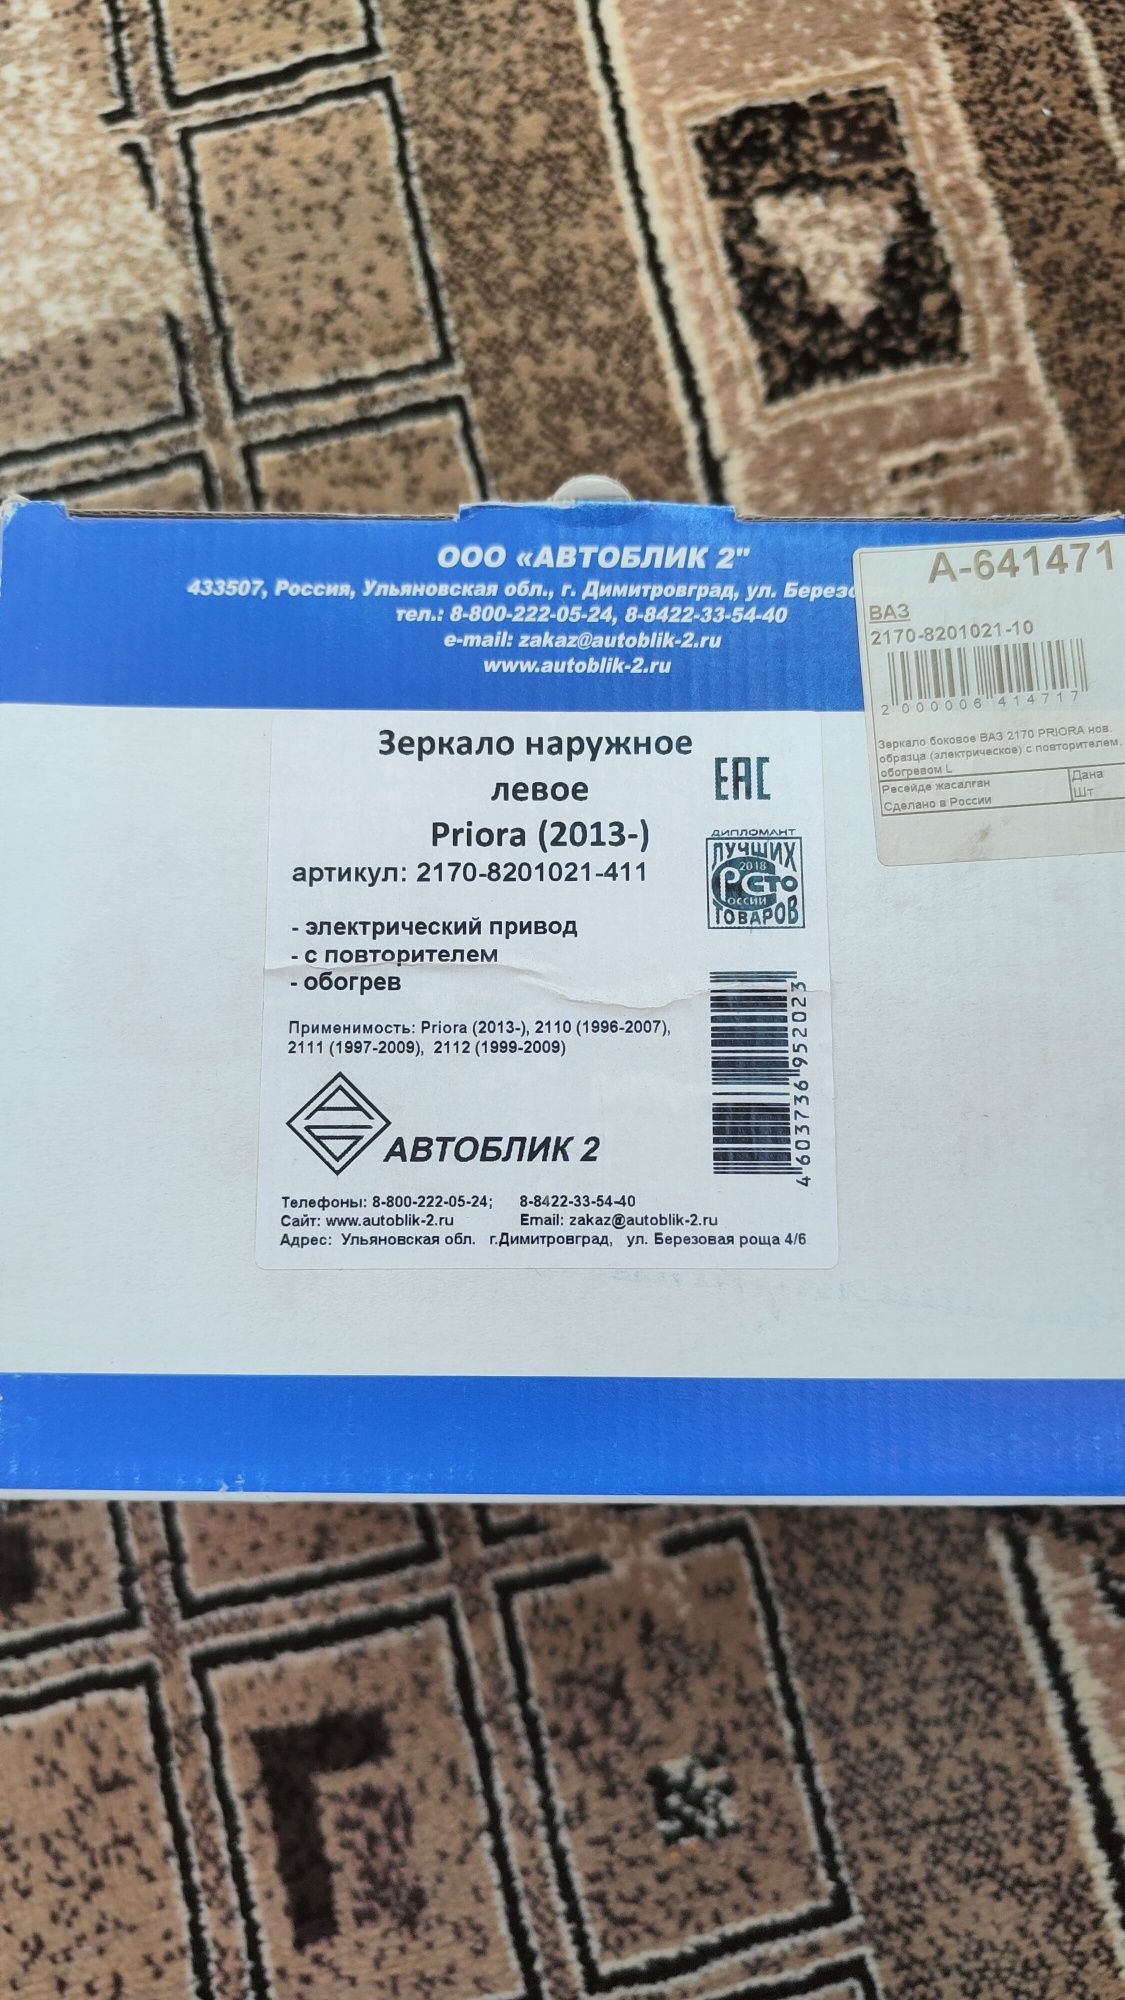 ООО «АВТОБЛИК 2"
433507, Россия, Ульяновская обл., г. Димитровград, ул.
тел.: 8-800-222-05-24, 8-8422-33-54-40
e-mail: zakaz@autoblik-2.ru
www.autoblik-2.ru
А-641471
ВАЗ
2170-8201021-10
2 000006 414717
Зеркало боковое ВАЗ 2170 PRIORA нов.
образца (электрическое) с повторителем,
обогревом L
Ресейде жасалған
Дана
Сделано в России
Шт
Зеркало наружное
левое
Priora (2013-)
артикул: 2170-8201021-411
EAC
ДИПЛОМАНТ
ЛУЧШИХ
2018
СТО
РОССИИ
ТОВАРОВ
- электрический привод
- с повторителем
- обогрев
Применимость: Priora (2013-), 2110 (1996-2007),
2111 (1997-2009), 2112 (1999-2009)
4 603736 952023
АВТОБЛИК 2
Телефоны: 8-800-222-05-24; 8-8422-33-54-40
Сайт: www.autoblik-2.ru Email: zakaz@autoblik-2.ru
Адрес: Ульяновская обл. г.Димитровград, ул. Березовая роща 4/6